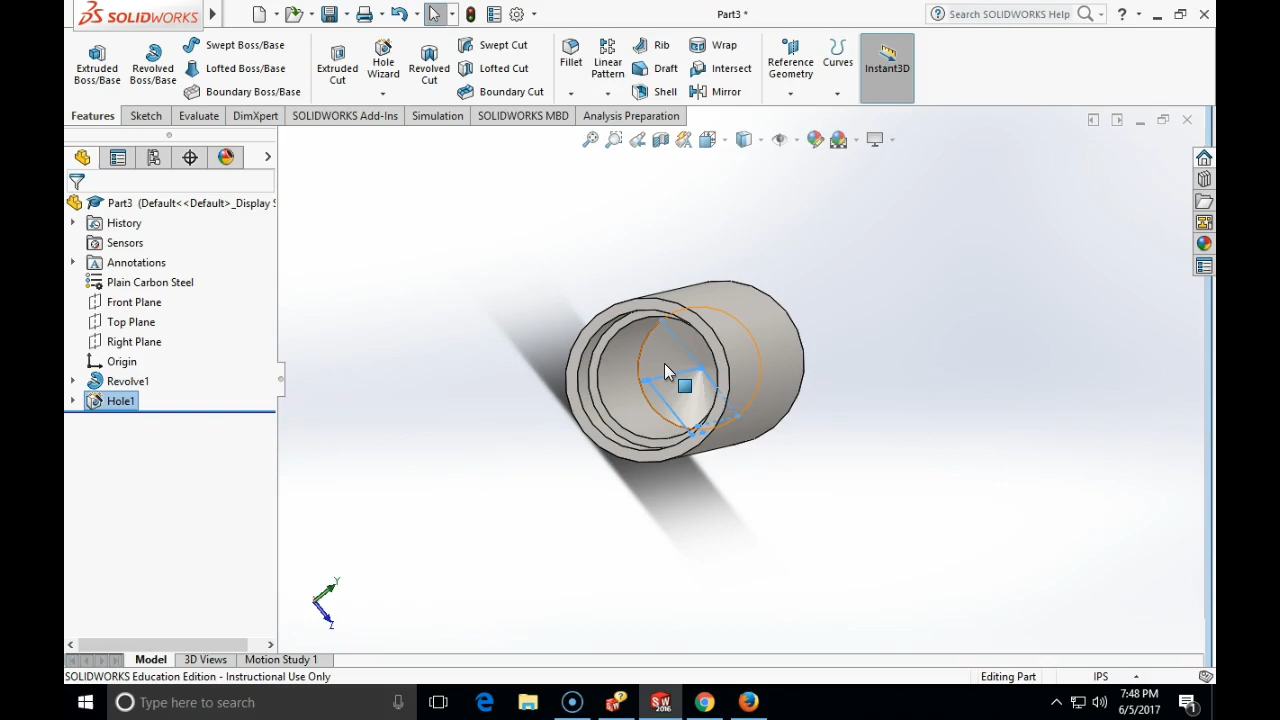 SOLIDWORKS
Part3 *
Search SOLIDWORKS Help
?
Extruded Boss/Base
Revolved Boss/Base
Swept Boss/Base
Lofted Boss/Base
Boundary Boss/Base
Extruded Cut
Hole Wizard
Revolved Cut
Swept Cut
Lofted Cut
Boundary Cut
Fillet
Linear Pattern
Rib
Draft
Shell
Wrap
Intersect
Mirror
Reference Geometry
Curves
Instant3D
Features
Sketch
Evaluate
DimXpert
SOLIDWORKS Add-Ins
Simulation
SOLIDWORKS MBD
Analysis Preparation
Part3 (Default<<Default>_Display S
History
Sensors
Annotations
Plain Carbon Steel
Front Plane
Top Plane
Right Plane
Origin
Revolve1
Hole1
Y
Z
Model
3D Views
Motion Study 1
SOLIDWORKS Education Edition - Instructional Use Only
Editing Part
IPS
Type here to search
SW
2016
7:48 PM
6/5/2017
1